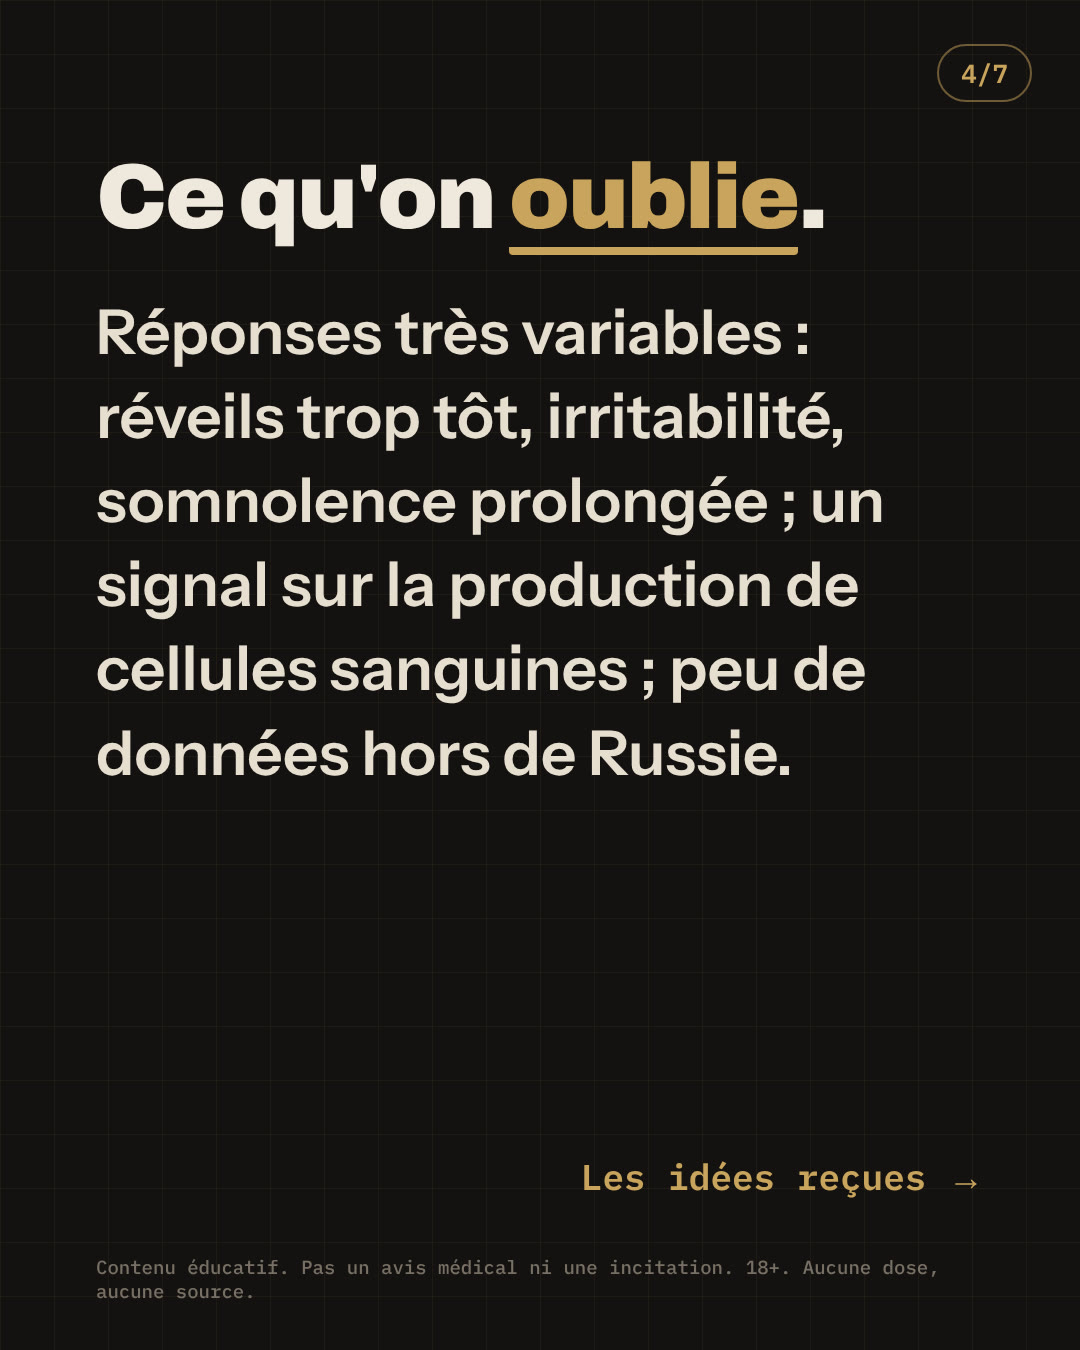 4/7
Ce qu'on oublie.
Réponses très variables :
réveils trop tôt, irritabilité,
somnolence prolongée ; un
signal sur la production de
cellules sanguines ; peu de
données hors de Russie.
Les idées reçues →
Contenu éducatif. Pas un avis médical ni une incitation. 18+. Aucune dose,
aucune source.